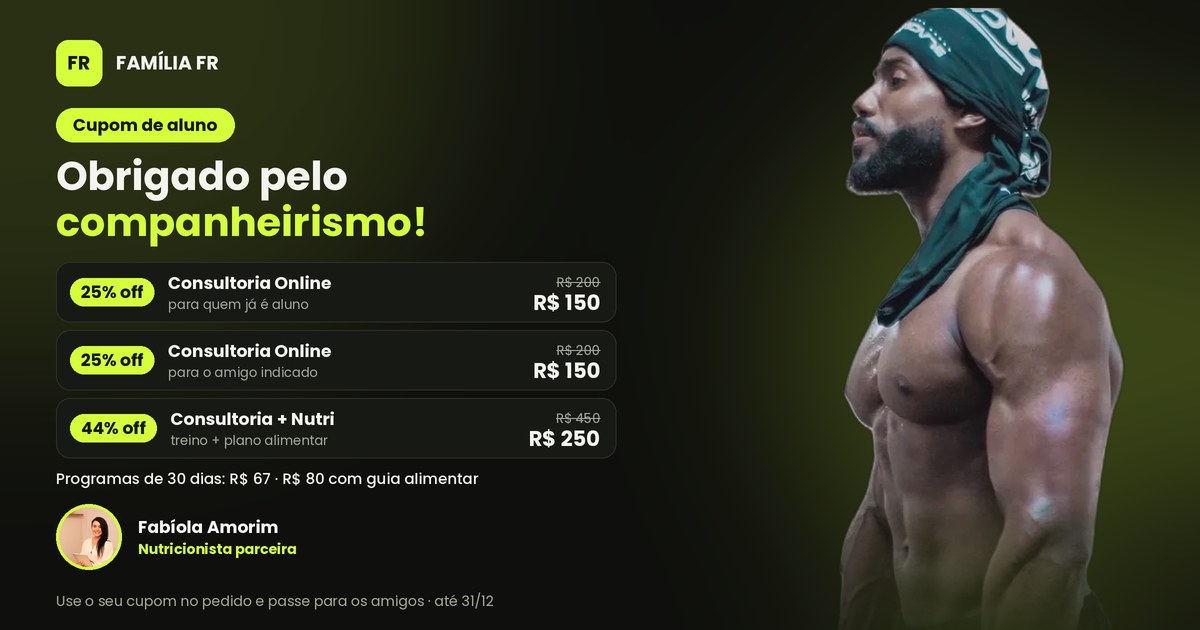 FR
FAMÍLIA FR
Cupom de aluno
Obrigado pelo
companheirismo!
25% off
Consultoria Online
para quem já é aluno
R$ 200
R$ 150
25% off
Consultoria Online
para o amigo indicado
R$ 200
R$ 150
44% off
Consultoria + Nutri
treino + plano alimentar
R$ 450
R$ 250
Programas de 30 dias: R$ 67 · R$ 80 com guia alimentar
Fabíola Amorim
Nutricionista parceira
Use o seu cupom no pedido e passe para os amigos · até 31/12